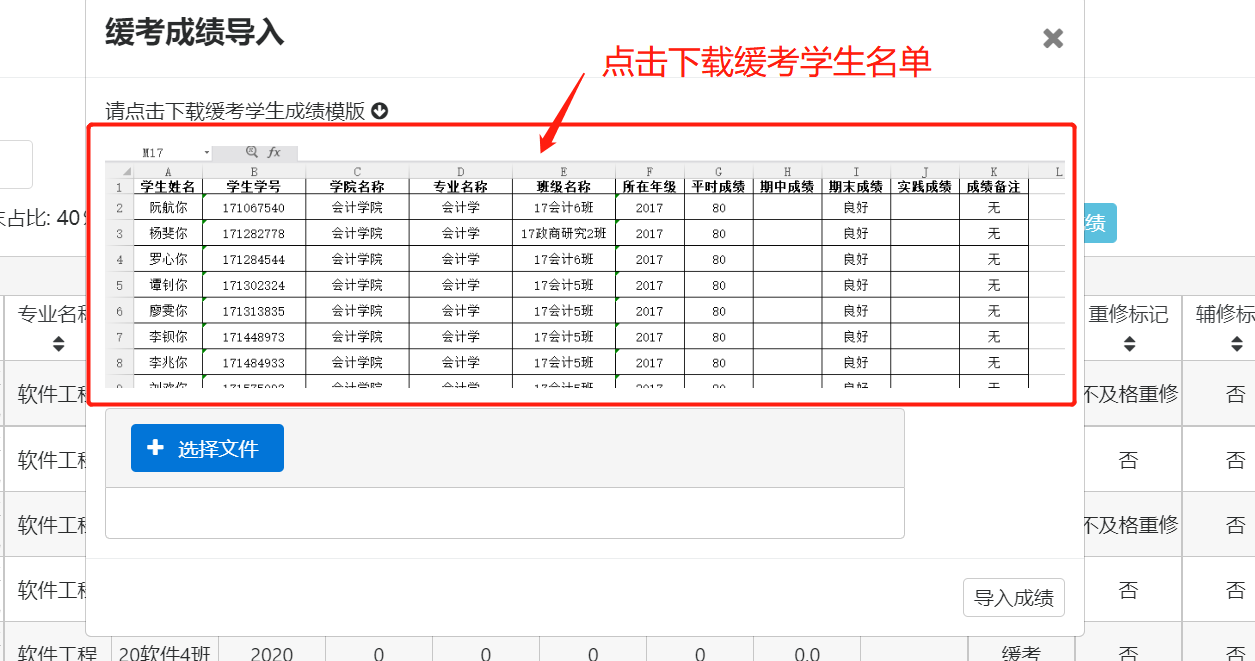 缓考成绩导入
点击下载缓考学生名单
请点击下载缓考学生成绩模版
M17 fx
A B C D E F G H I J K L
1 学生姓名 学生学号 学院名称 专业名称 班级名称 所在年级 平时成绩 期中成绩 期末成绩 实践成绩 成绩备注
2 阮航你 171067540 会计学院 会计学 17会计6班 2017 80 良好 无
3 杨斐你 171282778 会计学院 会计学 17政商研究2班 2017 80 良好 无
4 罗心你 171284544 会计学院 会计学 17会计6班 2017 80 良好 无
5 谭钊你 171302324 会计学院 会计学 17会计5班 2017 80 良好 无
6 廖雯你 171313835 会计学院 会计学 17会计5班 2017 80 良好 无
7 李钡你 171448973 会计学院 会计学 17会计5班 2017 80 良好 无
8 李兆你 171484933 会计学院 会计学 17会计5班 2017 80 良好 无
占比: 40
绩
专业名 重修标记 辅修标
软件工 不及格重修 否
选择文件
软件工 否 否
软件工 不及格重修 否
软件工 否 否
导入成绩
软件工程 20软件4班 2020 0 0 0 0 0.0 缓考 否 否